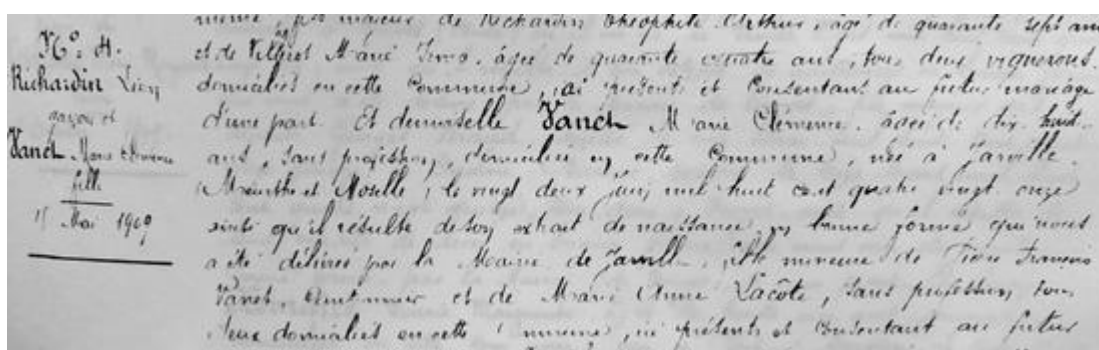 N°. 4.
Richardin Léon
garçon et
Vanel Marie Clémence
fille
15 Mai 1909
mineur, fils majeur de Richardin Théophile Arthur, âgé de quarante sept ans
et de Marie âgée de quarante quatre ans, tous deux vignerons.
domiciliés en cette Commune, ici présents et Consentant au futur mariage
d'une part. Et demoiselle Vanel Marie Clémence, âgée de dix huit
ans, sans profession, domiciliée en cette Commune, née à Jarville
Meurthe et Moselle, le vingt deux juin mil huit cent quatre vingt onze
ainsi qu'il résulte de son extrait de naissance en bonne forme qui nous
a été délivré par la Mairie de Jarville, fille mineure de François
Vanel, Cantonnier et de Marie Anne Lacôte, sans profession tous
deux domiciliés en cette Commune, ici présents et Consentant au futur